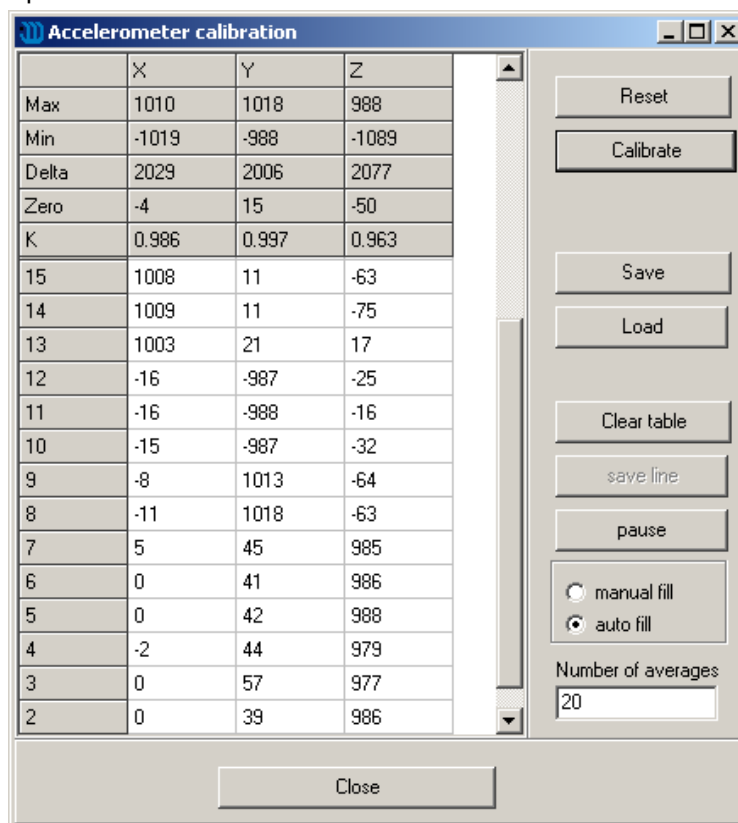 Accelerometer calibration
X Y Z
Max 1010 1018 988
Min -1019 -988 -1089
Delta 2029 2006 2077
Zero -4 15 -50
K 0.986 0.997 0.963
15 1008 11 -63
14 1009 11 -75
13 1003 21 17
12 -16 -987 -25
11 -16 -988 -16
10 -15 -987 -32
9 -8 1013 -64
8 -11 1018 -63
7 5 45 985
6 0 41 986
5 0 42 988
4 -2 44 979
3 0 57 977
2 0 39 986
Reset
Calibrate
Save
Load
Clear table
save line
pause
manual fill
auto fill
Number of averages
20
Close